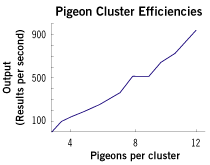 Pigeon Cluster Efficiencies
Output
(Results per second)
900
500
100
4 8 12
Pigeons per cluster